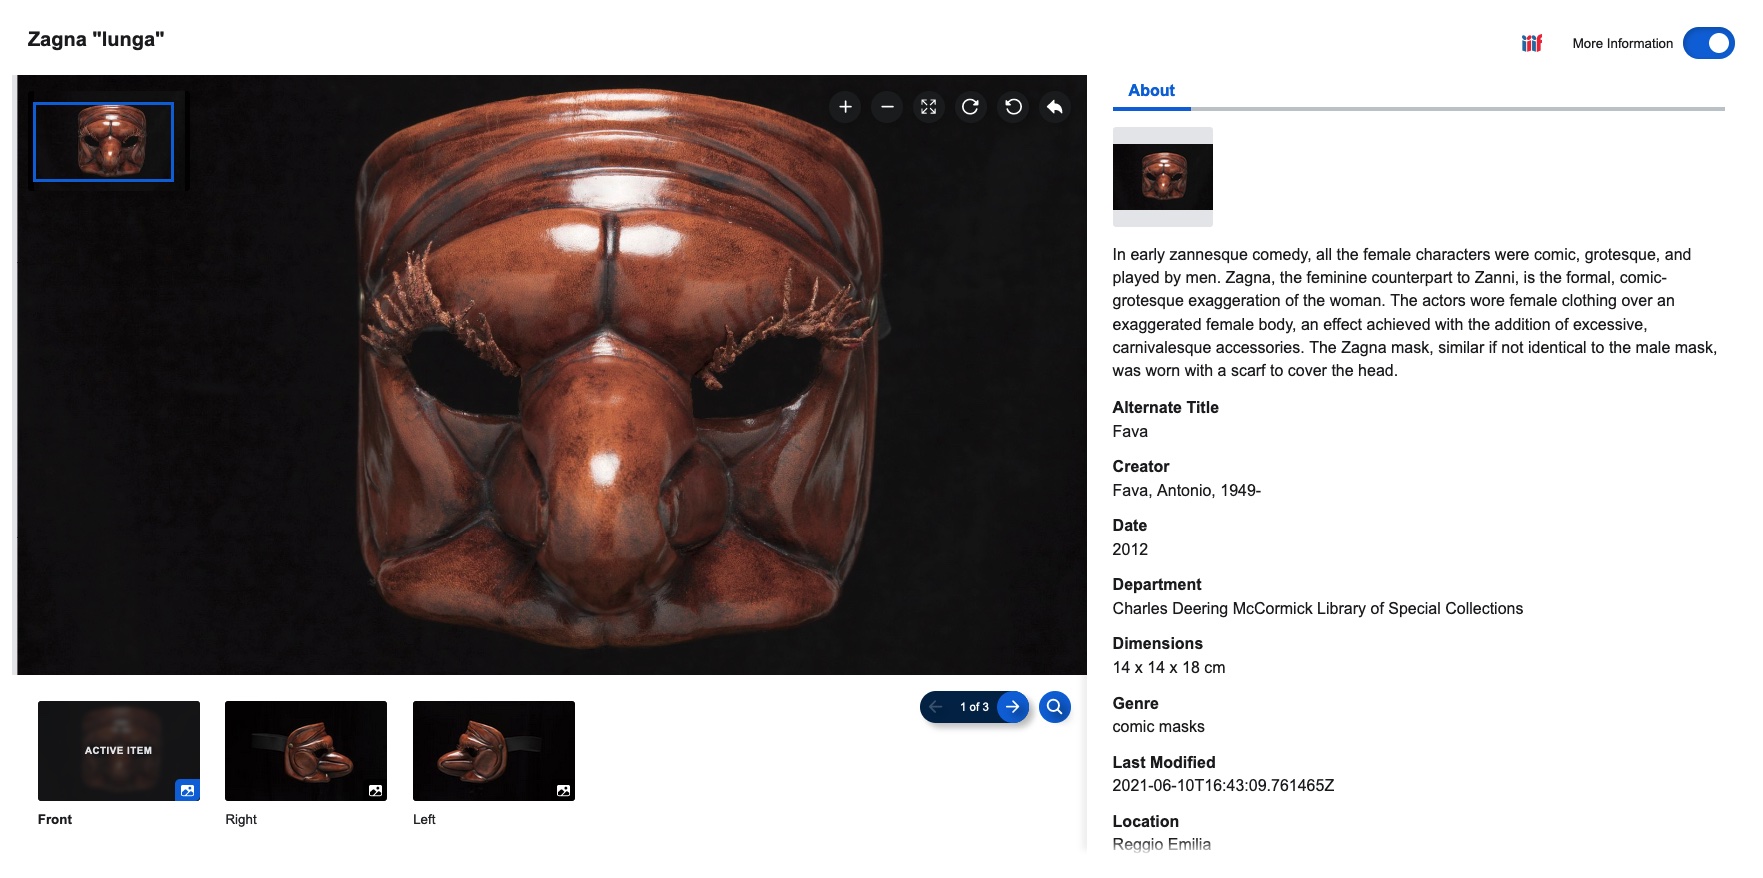 Zagna "lunga"
iiif
More Information
About
In early zannesque comedy, all the female characters were comic, grotesque, and
played by men. Zagna, the feminine counterpart to Zanni, is the formal, comic-
grotesque exaggeration of the woman. The actors wore female clothing over an
exaggerated female body, an effect achieved with the addition of excessive,
carnivalesque accessories. The Zagna mask, similar if not identical to the male mask,
was worn with a scarf to cover the head.
Alternate Title
Fava
Creator
Fava, Antonio, 1949-
Date
2012
Department
Charles Deering McCormick Library of Special Collections
Dimensions
14 x 14 x 18 cm
Genre
comic masks
Last Modified
2021-06-10T16:43:09.761465Z
Location
Reggio Emilia
1 of 3
ACTIVE ITEM
Front
Right
Left